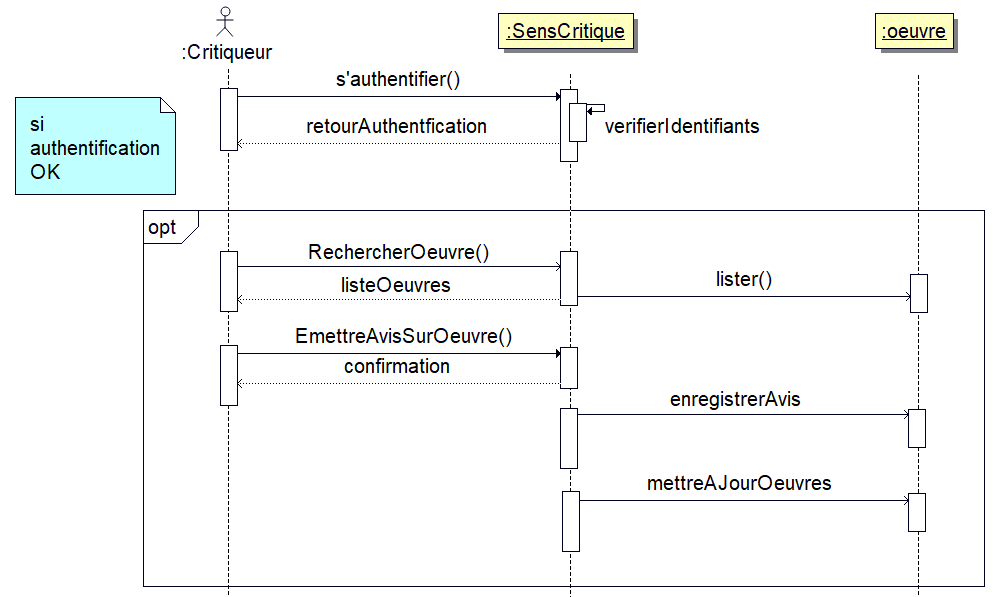 :Critiqueur
:SensCritique
:oeuvre
s'authentifier()
si
authentification
OK
retourAuthentfication
verifierIdentifiants
opt
RechercherOeuvre()
listeOeuvres
lister()
EmettreAvisSurOeuvre()
confirmation
enregistrerAvis
mettreAJourOeuvres